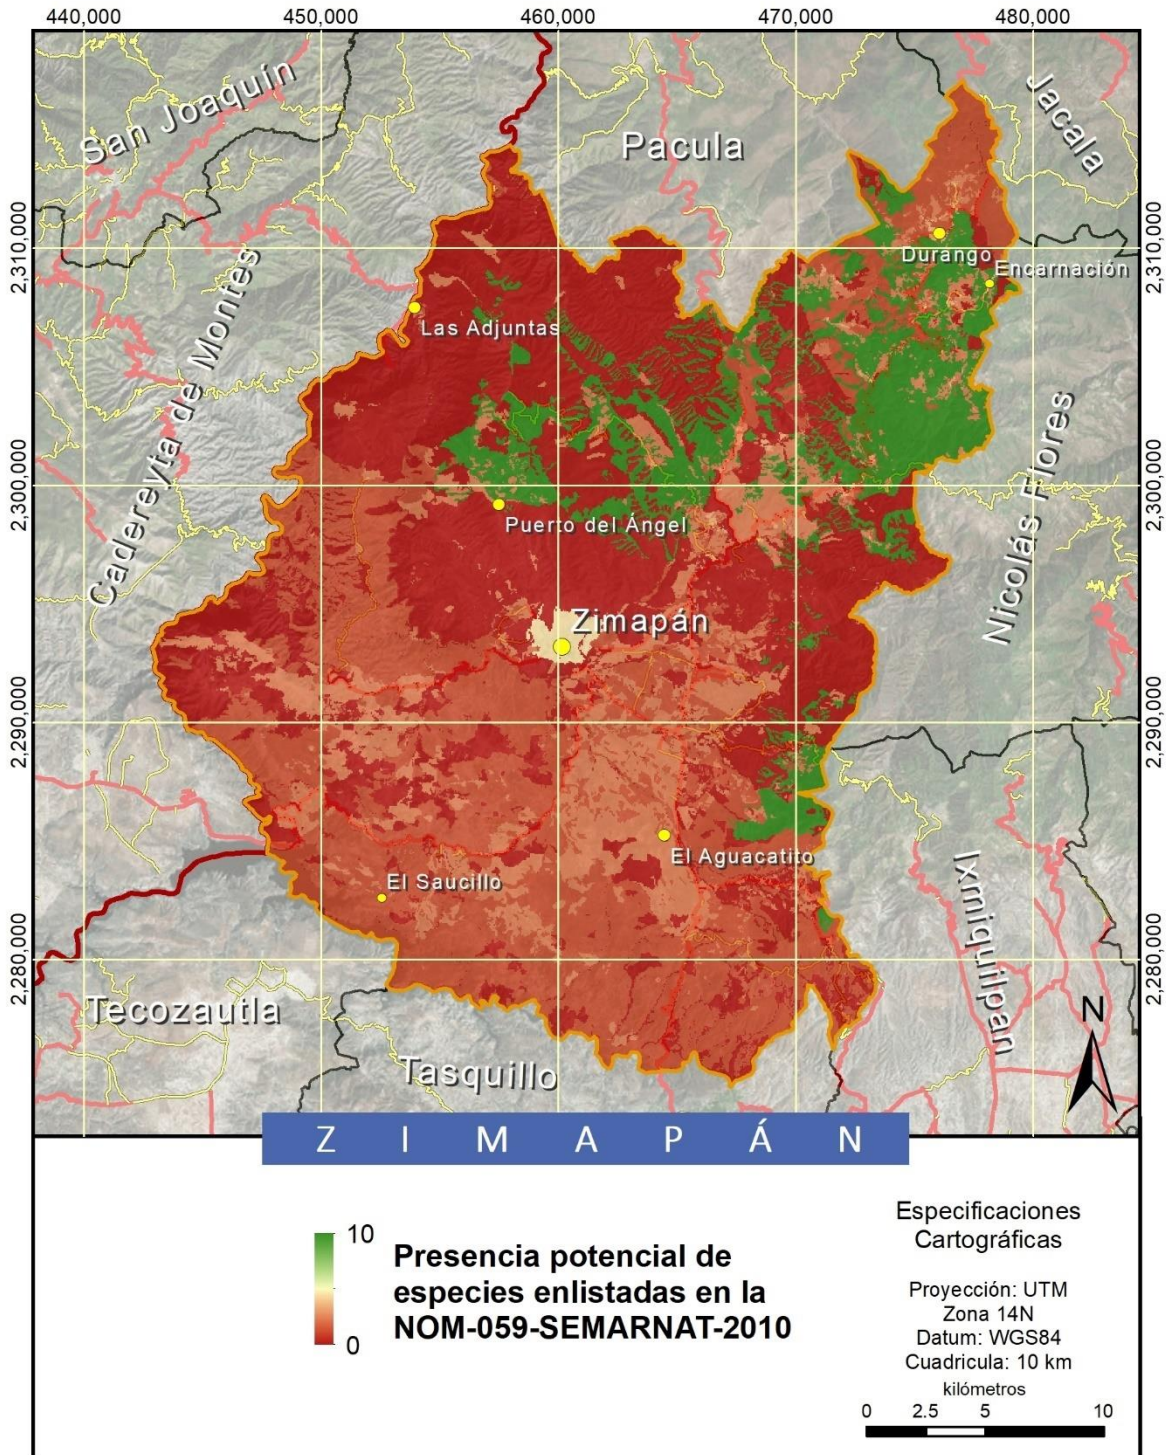 440,000 450,000 460,000 470,000 480,000
San Joaquín
Pacula
Jacala
2,310,000
2,310,000
Durango
Encarnación
Las Adjuntas
Cadereyta de Montes
2,300,000
2,300,000
Puerto del Ángel
Nicolás Flores
Zimapán
2,290,000
2,290,000
El Aguacatito
El Saucillo
Ixmiquilpan
2,280,000
2,280,000
Tecozautla
N
Tasquillo
ZIMAPÁN
10
0
Presencia potencial de
especies enlistadas en la
NOM-059-SEMARNAT-2010
Especificaciones
Cartográficas
Proyección: UTM
Zona 14N
Datum: WGS84
Cuadricula: 10 km
kilómetros
0 2.5 5 10